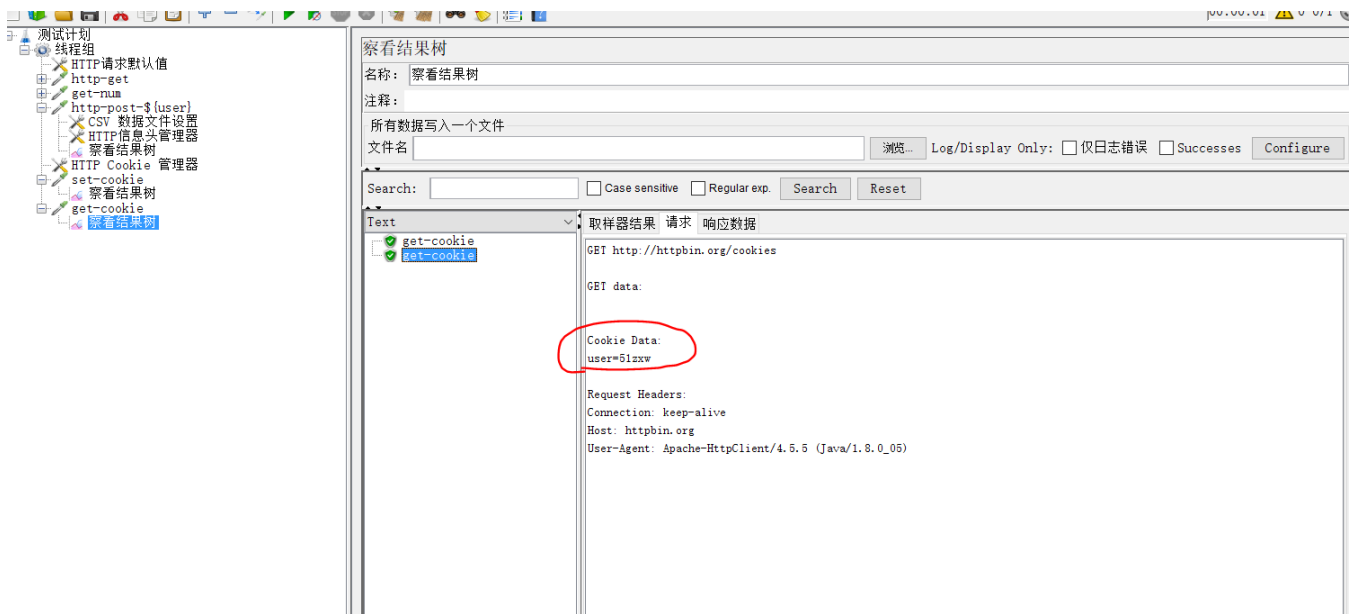 00:00:01 0 0/1
测试计划
线程组
HTTP请求默认值
http-get
get-num
http-post-${user}
CSV 数据文件设置
HTTP信息头管理器
察看结果树
HTTP Cookie 管理器
set-cookie
察看结果树
get-cookie
察看结果树
察看结果树
名称： 察看结果树
注释：
所有数据写入一个文件
文件名 浏览... Log/Display Only: 仅日志错误 Successes Configure
Search: Case sensitive Regular exp. Search Reset
Text
get-cookie
get-cookie
取样器结果 请求 响应数据
GET http://httpbin.org/cookies
GET data:
Cookie Data:
user=51zxw
Request Headers:
Connection: keep-alive
Host: httpbin.org
User-Agent: Apache-HttpClient/4.5.5 (Java/1.8.0_05)